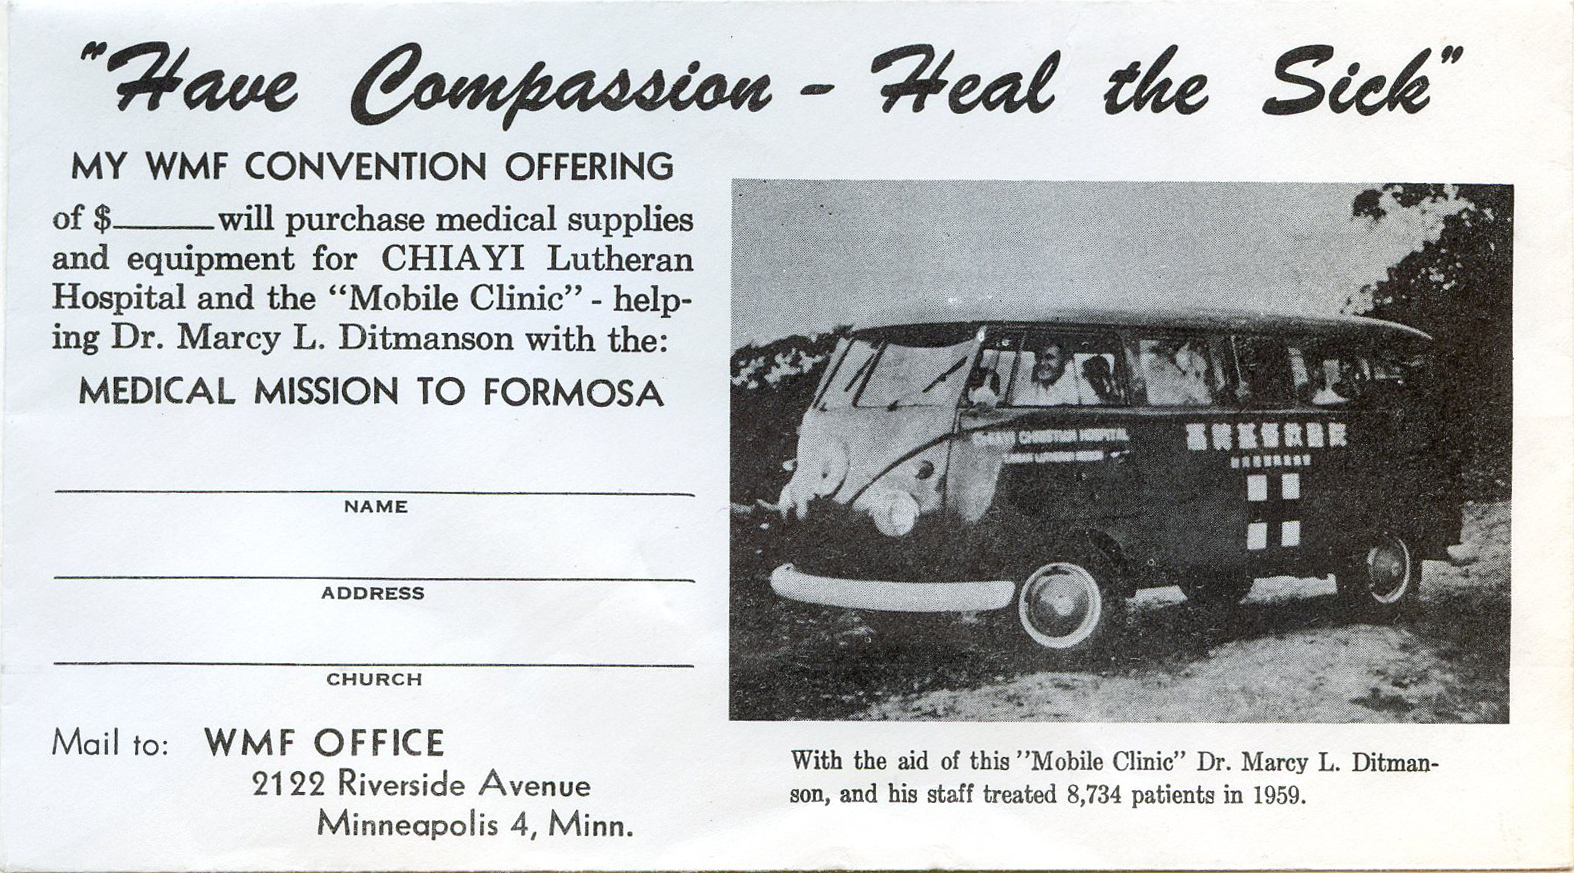 "Have Compassion - Heal the Sick"
MY WMF CONVENTION OFFERING
of $_____will purchase medical supplies
and equipment for CHIAYI Lutheran
Hospital and the "Mobile Clinic" - help-
ing Dr. Marcy L. Ditmanson with the:
MEDICAL MISSION TO FORMOSA
NAME
ADDRESS
CHURCH
Mail to: WMF OFFICE
2122 Riverside Avenue
Minneapolis 4, Minn.
CHRISTIAN HOSPITAL
With the aid of this "Mobile Clinic" Dr. Marcy L. Ditman-
son, and his staff treated 8,734 patients in 1959.